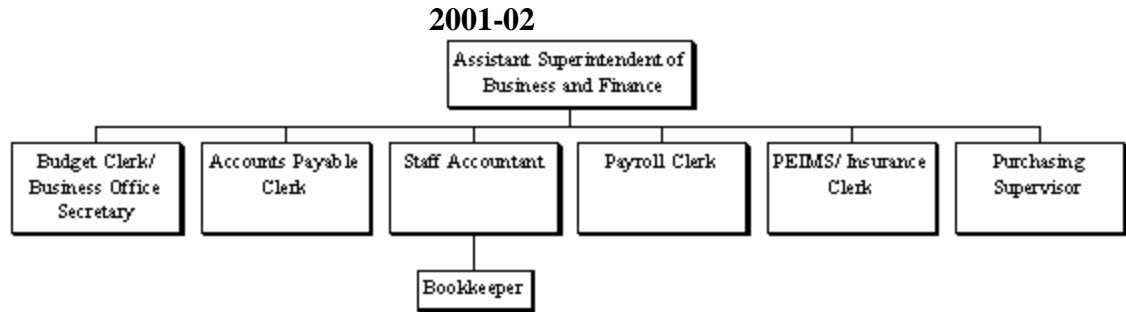 2001-02
Assistant Superintendent of
Business and Finance
Budget Clerk/
Business Office
Secretary
Accounts Payable
Clerk
Staff Accountant
Payroll Clerk
PEIMS/ Insurance
Clerk
Purchasing
Supervisor
Bookkeeper